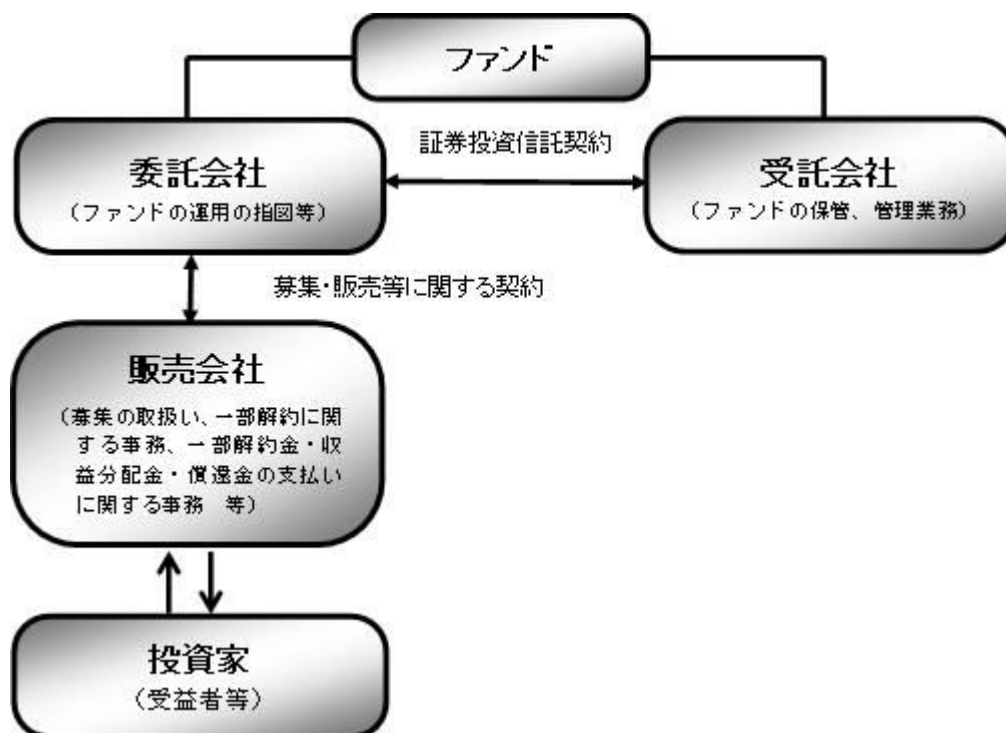 ファンド
証券投資信託契約
委託会社
(ファンドの運用の指図等)
受託会社
(ファンドの保管、管理業務)
募集・販売等に関する契約
販売会社
(募集の取扱い、一部解約に関
する事務、一部解約金・収
益分配金・償還金の支払い
に関する事務 等)
投資家
(受益者等)